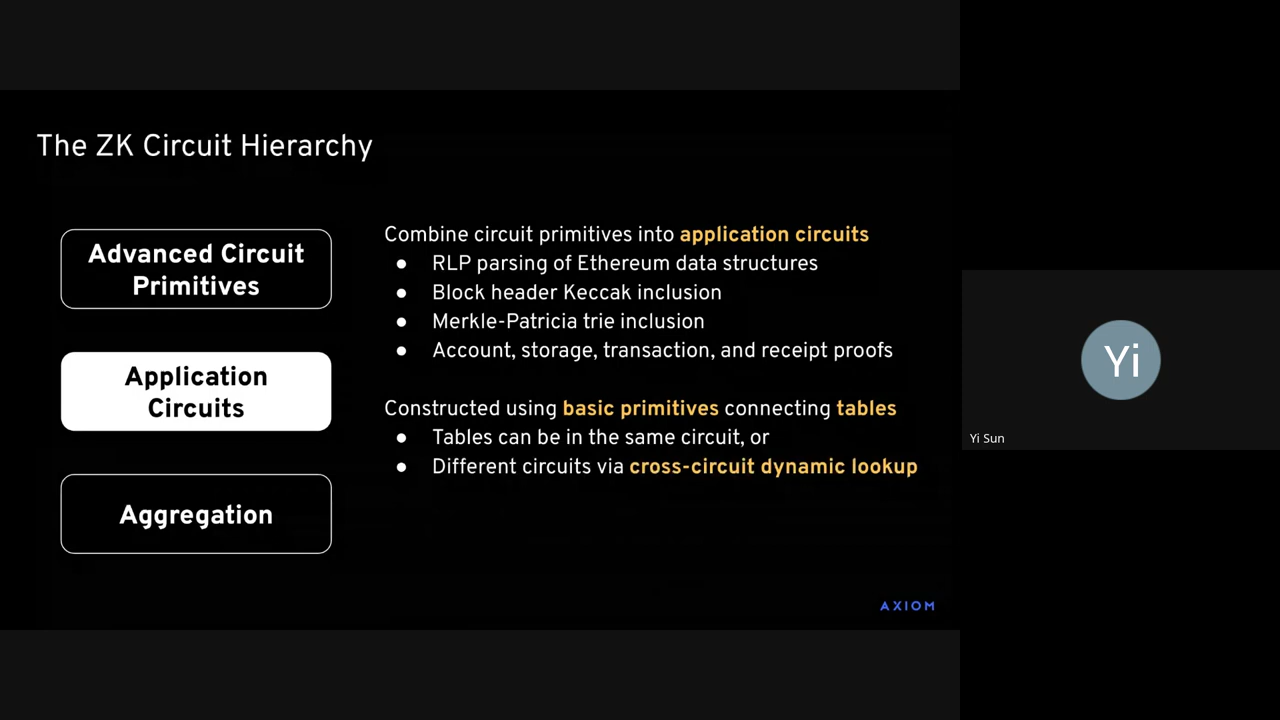 The ZK Circuit Hierarchy
Advanced Circuit
Primitives
Application
Circuits
Aggregation
Combine circuit primitives into application circuits
● RLP parsing of Ethereum data structures
● Block header Keccak inclusion
● Merkle-Patricia trie inclusion
● Account, storage, transaction, and receipt proofs
Constructed using basic primitives connecting tables
● Tables can be in the same circuit, or
● Different circuits via cross-circuit dynamic lookup
AXIOM
Yi
Yi Sun